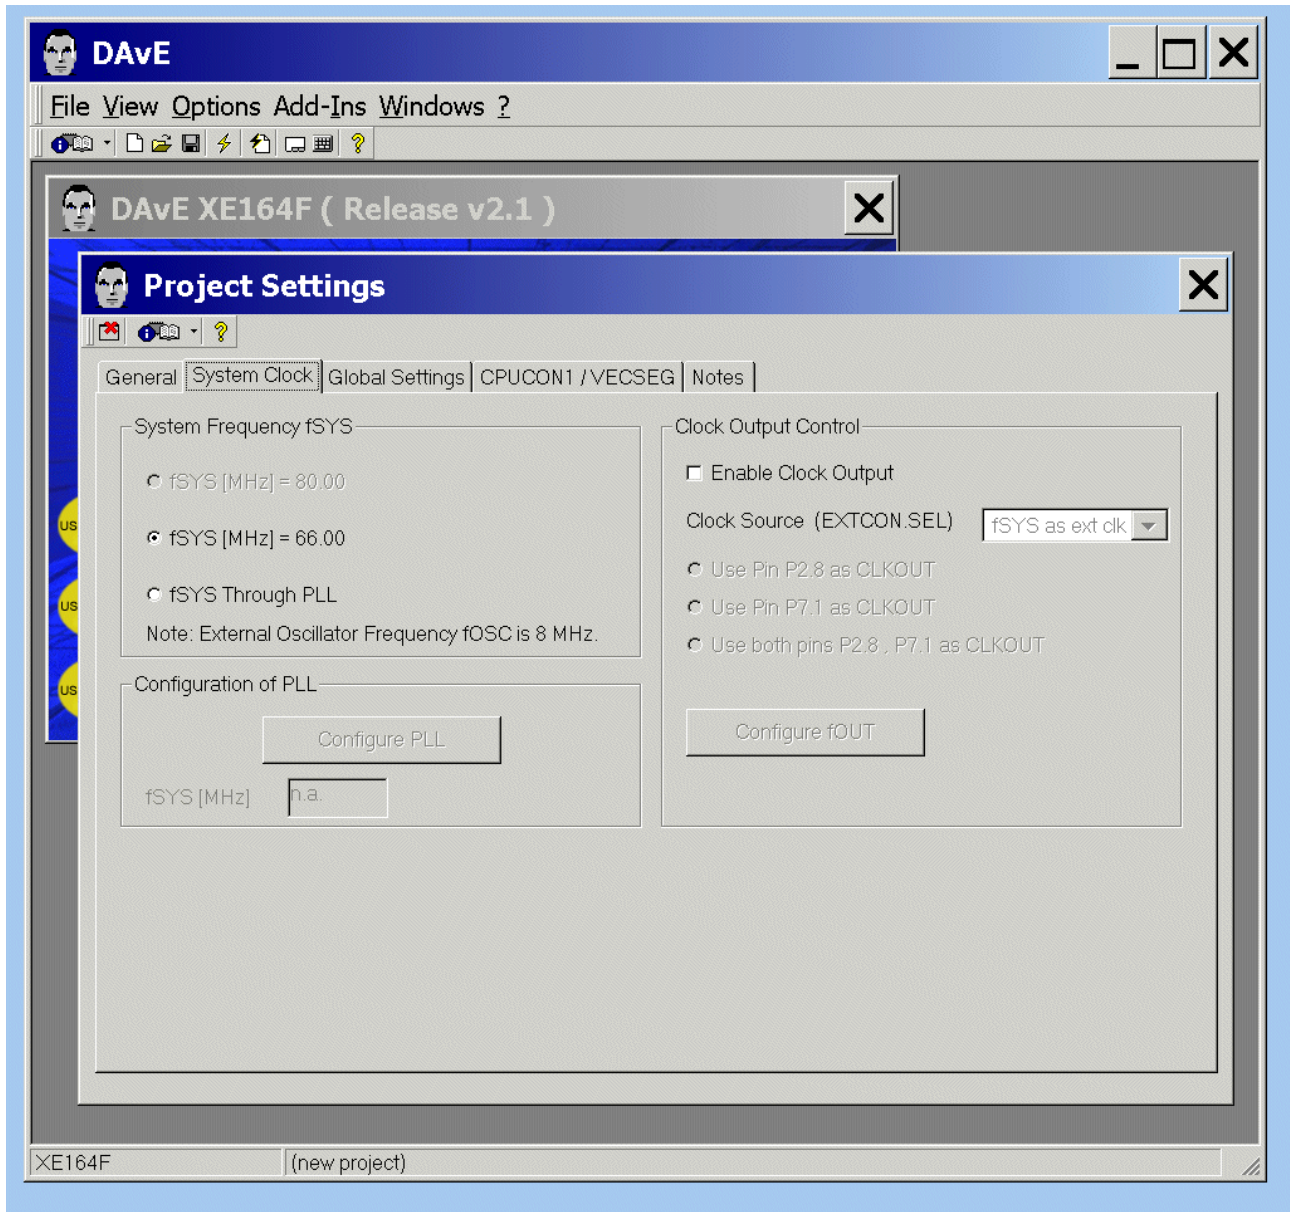 DAvE
File View Options Add-Ins Windows ?
DAvE XE164F ( Release v2.1 )
Project Settings
General System Clock Global Settings CPUCON1 / VECSEG Notes
System Frequency fSYS
fSYS [MHz] = 80.00
fSYS [MHz] = 66.00
fSYS Through PLL
Note: External Oscillator Frequency fOSC is 8 MHz.
Configuration of PLL
Configure PLL
fSYS [MHz] n.a.
Clock Output Control
Enable Clock Output
Clock Source (EXTCON.SEL) fSYS as ext clk
Use Pin P2.8 as CLKOUT
Use Pin P7.1 as CLKOUT
Use both pins P2.8 , P7.1 as CLKOUT
Configure fOUT
US
US
US
XE164F (new project)